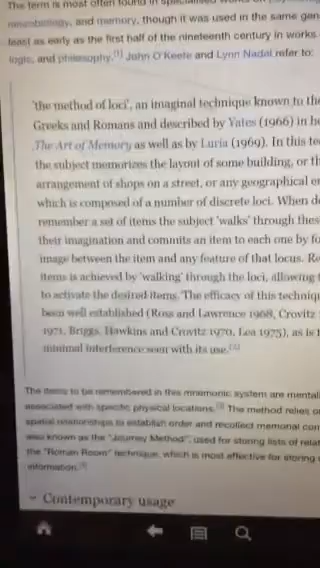 The term is most often found in specialised works on
neurobiology, and memory, though it was used in the same gen
least as early as the first half of the nineteenth century in works
logic, and philosophy.[1] John O'Keefe and Lynn Nadal refer to:
'the method of loci', an imaginal technique known to the
Greeks and Romans and described by Yates (1966) in h
The Art of Memory as well as by Luria (1969). In this te
the subject memorizes the layout of some building, or th
arrangement of shops on a street, or any geographical e
which is composed of a number of discrete loci. When d
remember a set of items the subject 'walks' through thes
their imagination and commits an item to each one by fo
image between the item and any feature of that locus. Re
items is achieved by 'walking' through the loci, allowing
to activate the desired items. The efficacy of this techniq
been well established (Ross and Lawrence 1968, Crovitz
1971, Briggs, Hawkins and Crovitz 1970, Lea 1975), as is t
minimal interference seen with its use.[2]
The items to be remembered in this mnemonic system are mental
associated with specific physical locations.[3] The method relies o
spatial relationships to establish order and recollect memorial con
also known as the "Journey Method", used for storing lists of relat
the "Roman Room" technique, which is most effective for storing
information.[4]
Contemporary usage